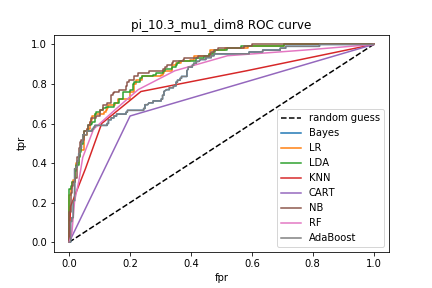 pi_10.3_mu1_dim8 ROC curve
1.0
0.8
0.6
0.4
0.2
0.0
tpr
random guess
Bayes
LR
LDA
KNN
CART
NB
RF
AdaBoost
0.0 0.2 0.4 0.6 0.8 1.0
fpr